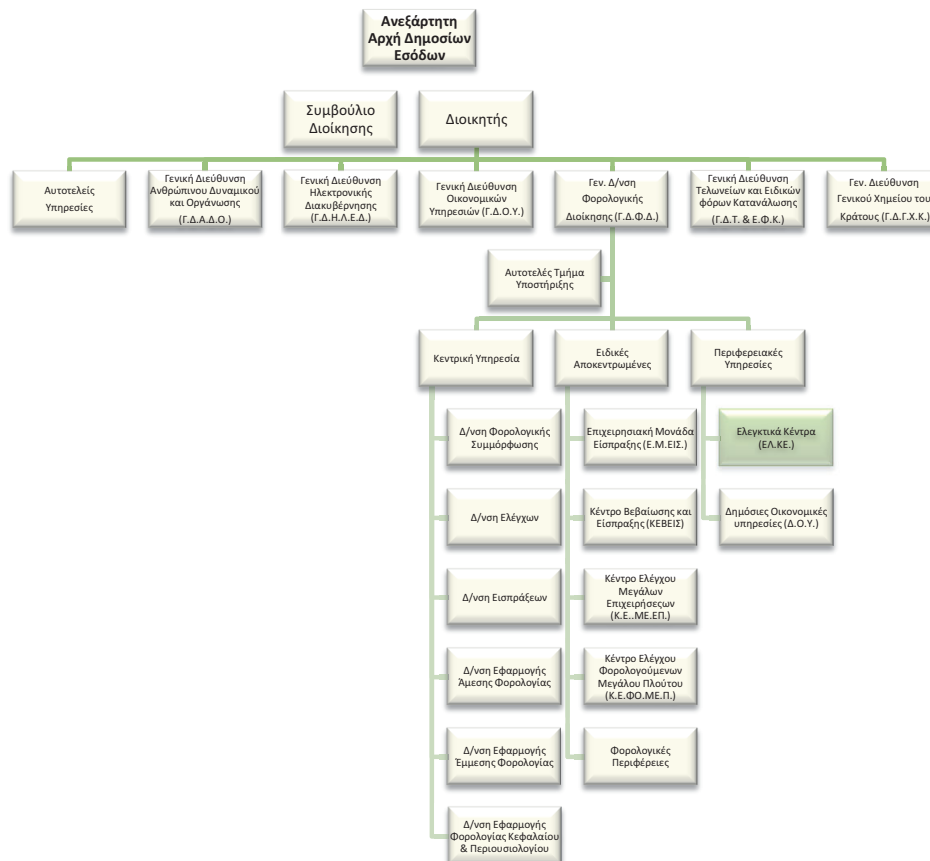 Ανεξάρτητη
Αρχή Δημοσίων
Εσόδων
Συμβούλιο
Διοίκησης
Διοικητής
Αυτοτελείς
Υπηρεσίες
Γενική Διεύθυνση
Ανθρώπινου Δυναμικού
και Οργάνωσης
(Γ.Δ.Α.Δ.Ο.)
Γενική Διεύθυνση
Ηλεκτρονικής
Διακυβέρνησης
(Γ.Δ.Η.Λ.Ε.Δ.)
Γενική Διεύθυνση
Οικονομικών
Υπηρεσιών (Γ.Δ.Ο.Υ.)
Γεν. Δ/νση
Φορολογικής
Διοίκησης (Γ.Δ.Φ.Δ.)
Γενική Διεύθυνση
Τελωνείων και Ειδικών
φόρων Κατανάλωσης
(Γ.Δ.Τ. & Ε.Φ.Κ.)
Γεν. Διεύθυνση
Γενικού Χημείου του
Κράτους (Γ.Δ.Γ.Χ.Κ.)
Αυτοτελές Τμήμα
Υποστήριξης
Κεντρική Υπηρεσία
Ειδικές
Αποκεντρωμένες
Περιφερειακές
Υπηρεσίες
Δ/νση Φορολογικής
Συμμόρφωσης
Δ/νση Ελέγχων
Δ/νση Εισπράξεων
Δ/νση Εφαρμογής
Άμεσης Φορολογίας
Δ/νση Εφαρμογής
Έμμεσης Φορολογίας
Δ/νση Εφαρμογής
Φορολογίας Κεφαλαίου
& Περιουσιολογίου
Επιχειρησιακή Μονάδα
Είσπραξης (Ε.Μ.ΕΙΣ.)
Κέντρο Βεβαίωσης και
Είσπραξης (ΚΕΒΕΙΣ)
Κέντρο Ελέγχου
Μεγάλων
Επιχειρήσεςων
(Κ.Ε..ΜΕ.ΕΠ.)
Κέντρο Ελέγχου
Φορολογούμενων
Μεγάλου Πλούτου
(Κ.Ε.ΦΟ.ΜΕ.Π.)
Φορολογικές
Περιφέρειες
Ελεγκτικά Κέντρα
(ΕΛ.ΚΕ.)
Δημόσιες Οικονομικές
υπηρεσίες (Δ.Ο.Υ.)